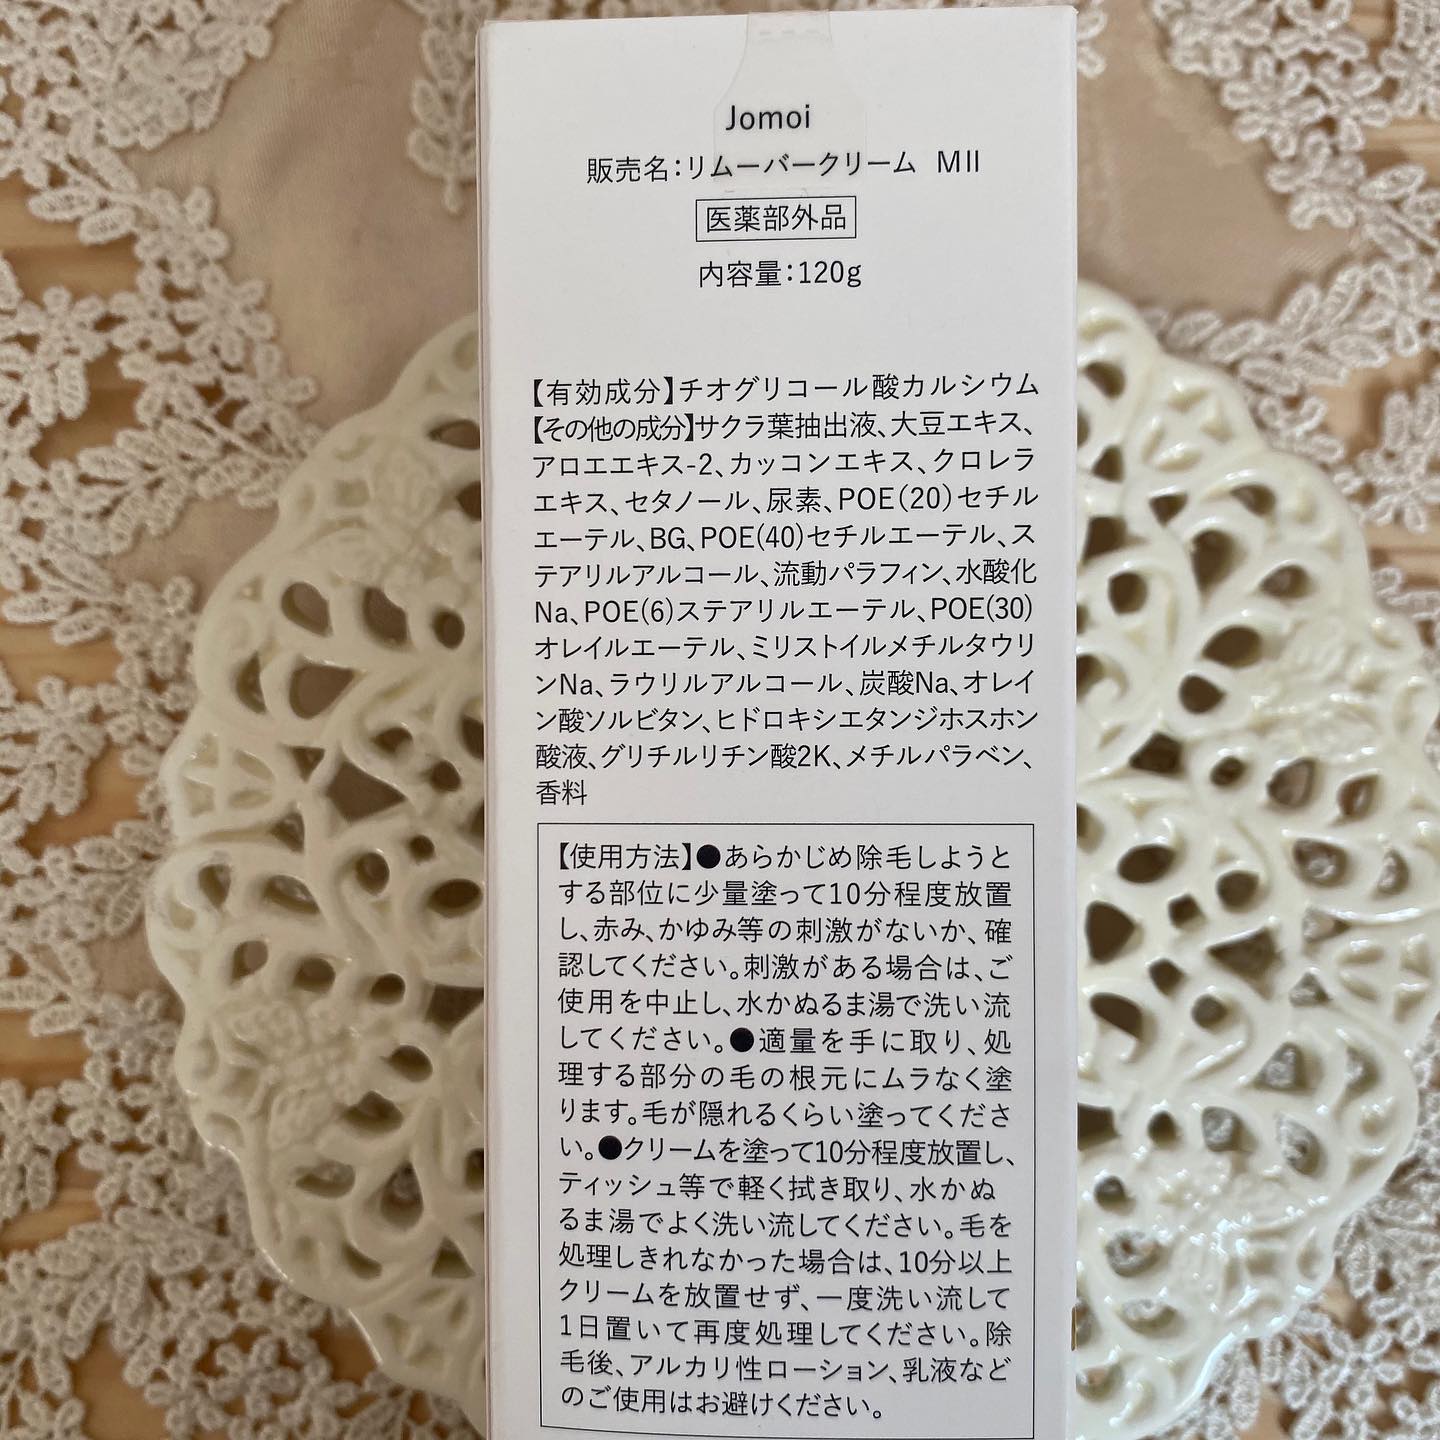 Jomoi
販売名：リムーバークリーム MII
医薬部外品
内容量：120g
【有効成分】チオグリコール酸カルシウム
【その他の成分】サクラ葉抽出液、大豆エキス、
アロエエキス-2、カッコンエキス、クロレラ
エキス、セタノール、尿素、POE（20）セチル
エーテル、BG、POE(40)セチルエーテル、ス
テアリルアルコール、流動パラフィン、水酸化
Na、POE(6)ステアリルエーテル、POE(30)
オレイルエーテル、ミリストイルメチルタウリ
ンNa、ラウリルアルコール、炭酸Na、オレイ
ン酸ソルビタン、ヒドロキシエタンジホスホン
酸液、グリチルリチン酸2K、メチルパラベン、
香料
【使用方法】●あらかじめ除毛しようと
する部位に少量塗って10分程度放置
し、赤み、かゆみ等の刺激がないか、確
認してください。刺激がある場合は、ご
使用を中止し、水かぬるま湯で洗い流
してください。●適量を手に取り、処
理する部分の毛の根元にムラなく塗
ります。毛が隠れるくらい塗ってくださ
い。●クリームを塗って10分程度放置し、
ティッシュ等で軽く拭き取り、水かぬ
るま湯でよく洗い流してください。毛を
処理しきれなかった場合は、10分以上
クリームを放置せず、一度洗い流して
1日置いて再度処理してください。除
毛後、アルカリ性ローション、乳液など
のご使用はお避けください。